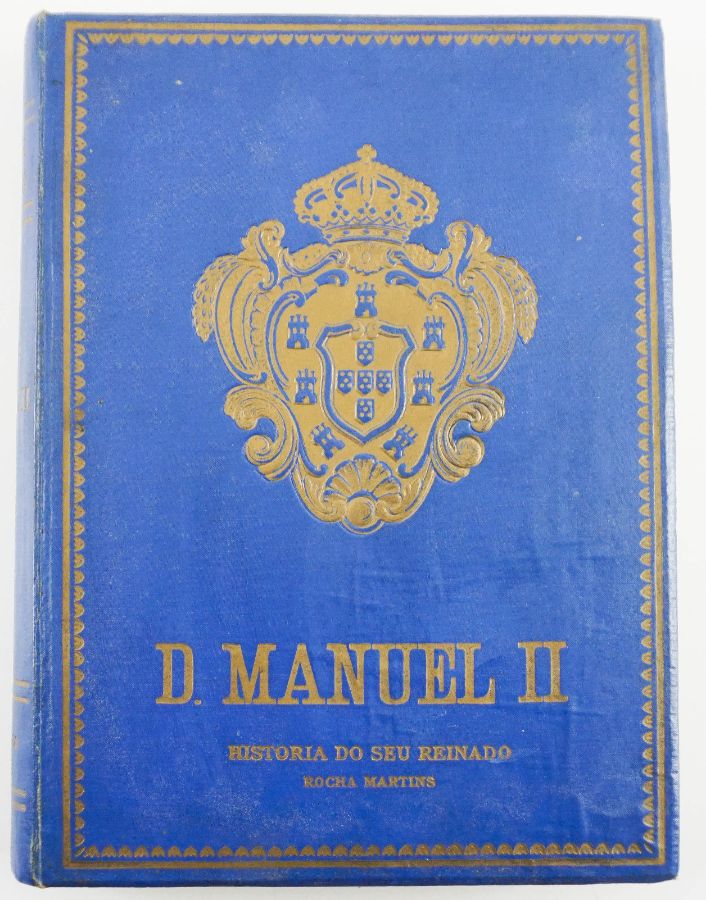 D. MANUEL II
HISTORIA DO SEU REINADO
ROCHA MARTINS